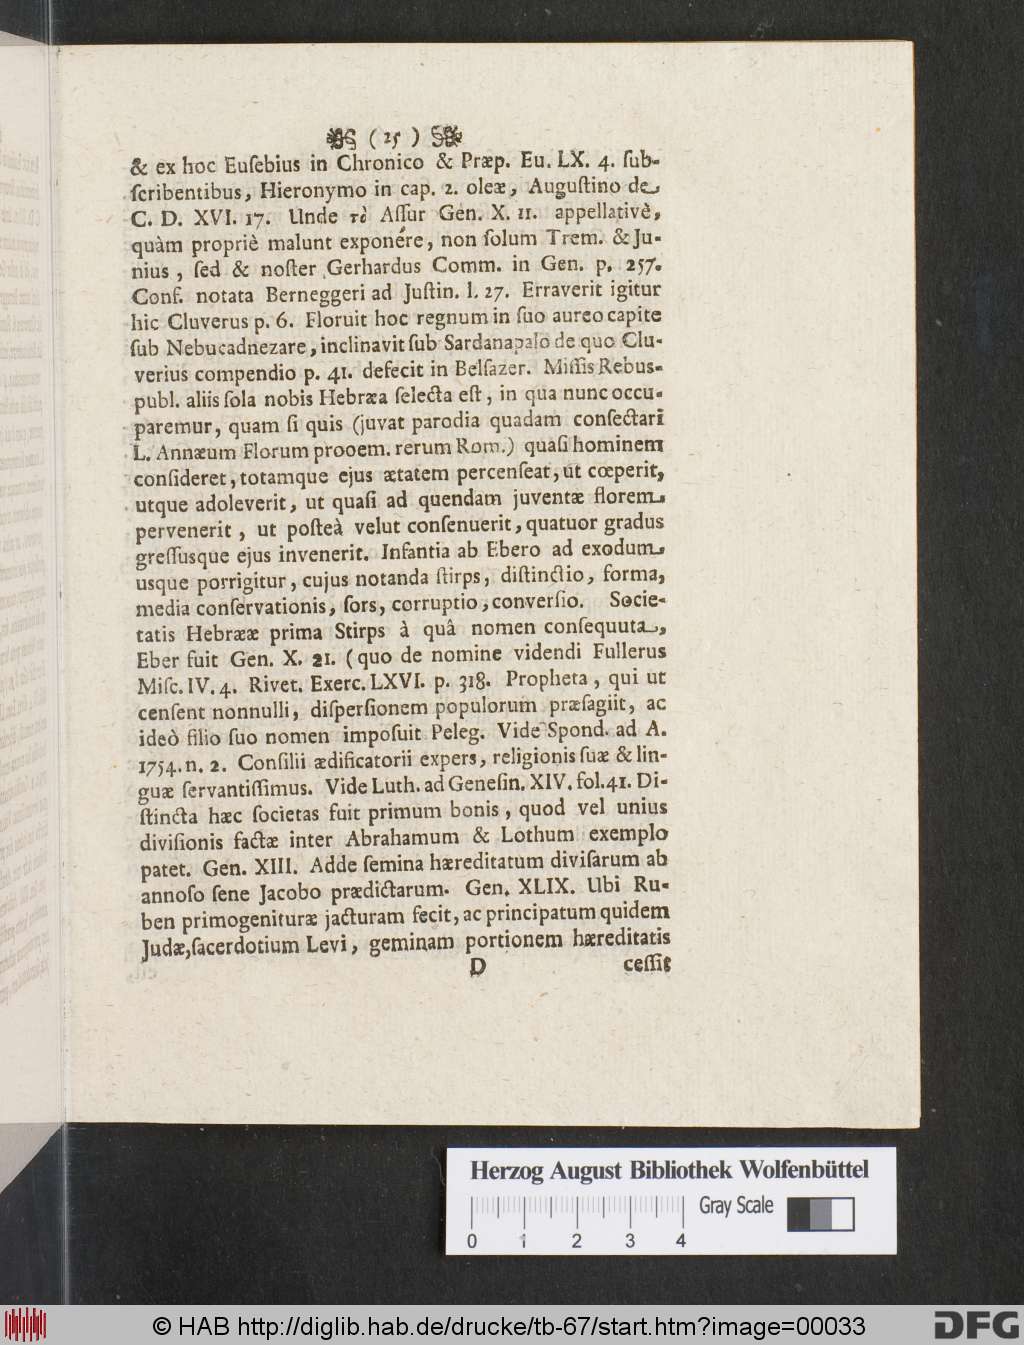 ( 25 )
& ex hoc Euſebius in Chronico & Præp. Eu. LX. 4. ſub-
ſcribentibus, Hieronymo in cap. 2. oleæ, Auguſtino de
C. D. XVI. 17. Unde τὸ Aſſur Gen. X. 11. appellativè,
quàm propriè malunt exponére, non ſolum Trem. & Ju-
nius, ſed & noſter Gerhardus Comm. in Gen. p. 257.
Conf. notata Berneggeri ad Juſtin. l. 27. Erraverit igitur
hic Cluverus p. 6. Floruit hoc regnum in ſuo aureo capite
ſub Nebucadnezare, inclinavit ſub Sardanapalo de quo Clu-
verius compendio p. 41. defecit in Belſazer. Miſſis Rebus-
publ. aliis ſola nobis Hebræa ſelecta eſt, in qua nunc occu-
paremur, quam ſi quis (juvat parodia quadam conſectari
L. Annæum Florum prooem. rerum Rom.) quaſi hominem
conſideret, totamque ejus ætatem percenſeat, ut cœperit,
utque adoleverit, ut quaſi ad quendam juventæ florem
pervenerit, ut poſteà velut conſenuerit, quatuor gradus
greſſusque ejus invenerit. Infantia ab Ebero ad exodum
usque porrigitur, cujus notanda ſtirps, diſtinctio, forma,
media conſervationis, ſors, corruptio, converſio. Socie-
tatis Hebrææ prima Stirps à quâ nomen conſequuta,
Eber fuit Gen. X. 21. (quo de nomine videndi Fullerus
Miſc. IV. 4. Rivet. Exerc. LXVI. p. 318. Propheta, qui ut
cenſent nonnulli, diſperſionem populorum præſagiit, ac
ideò filio ſuo nomen impoſuit Peleg. Vide Spond. ad A.
1754. n. 2. Conſilii ædificatorii expers, religionis ſuæ & lin-
guæ ſervantiſſimus. Vide Luth. ad Geneſin. XIV. fol. 41. Di-
ſtincta hæc ſocietas fuit primum bonis, quod vel unius
diviſionis factæ inter Abrahamum & Lothum exemplo
patet. Gen. XIII. Adde ſemina hæreditatum diviſarum ab
annoſo ſene Jacobo prædictarum. Gen. XLIX. Ubi Ru-
ben primogenituræ jacturam fecit, ac principatum quidem
Judæ, ſacerdotium Levi, geminam portionem hæreditatis
D ceſſit
Herzog August Bibliothek Wolfenbüttel
Gray Scale
0 1 2 3 4
© HAB http://diglib.hab.de/drucke/tb-67/start.htm?image=00033
DFG